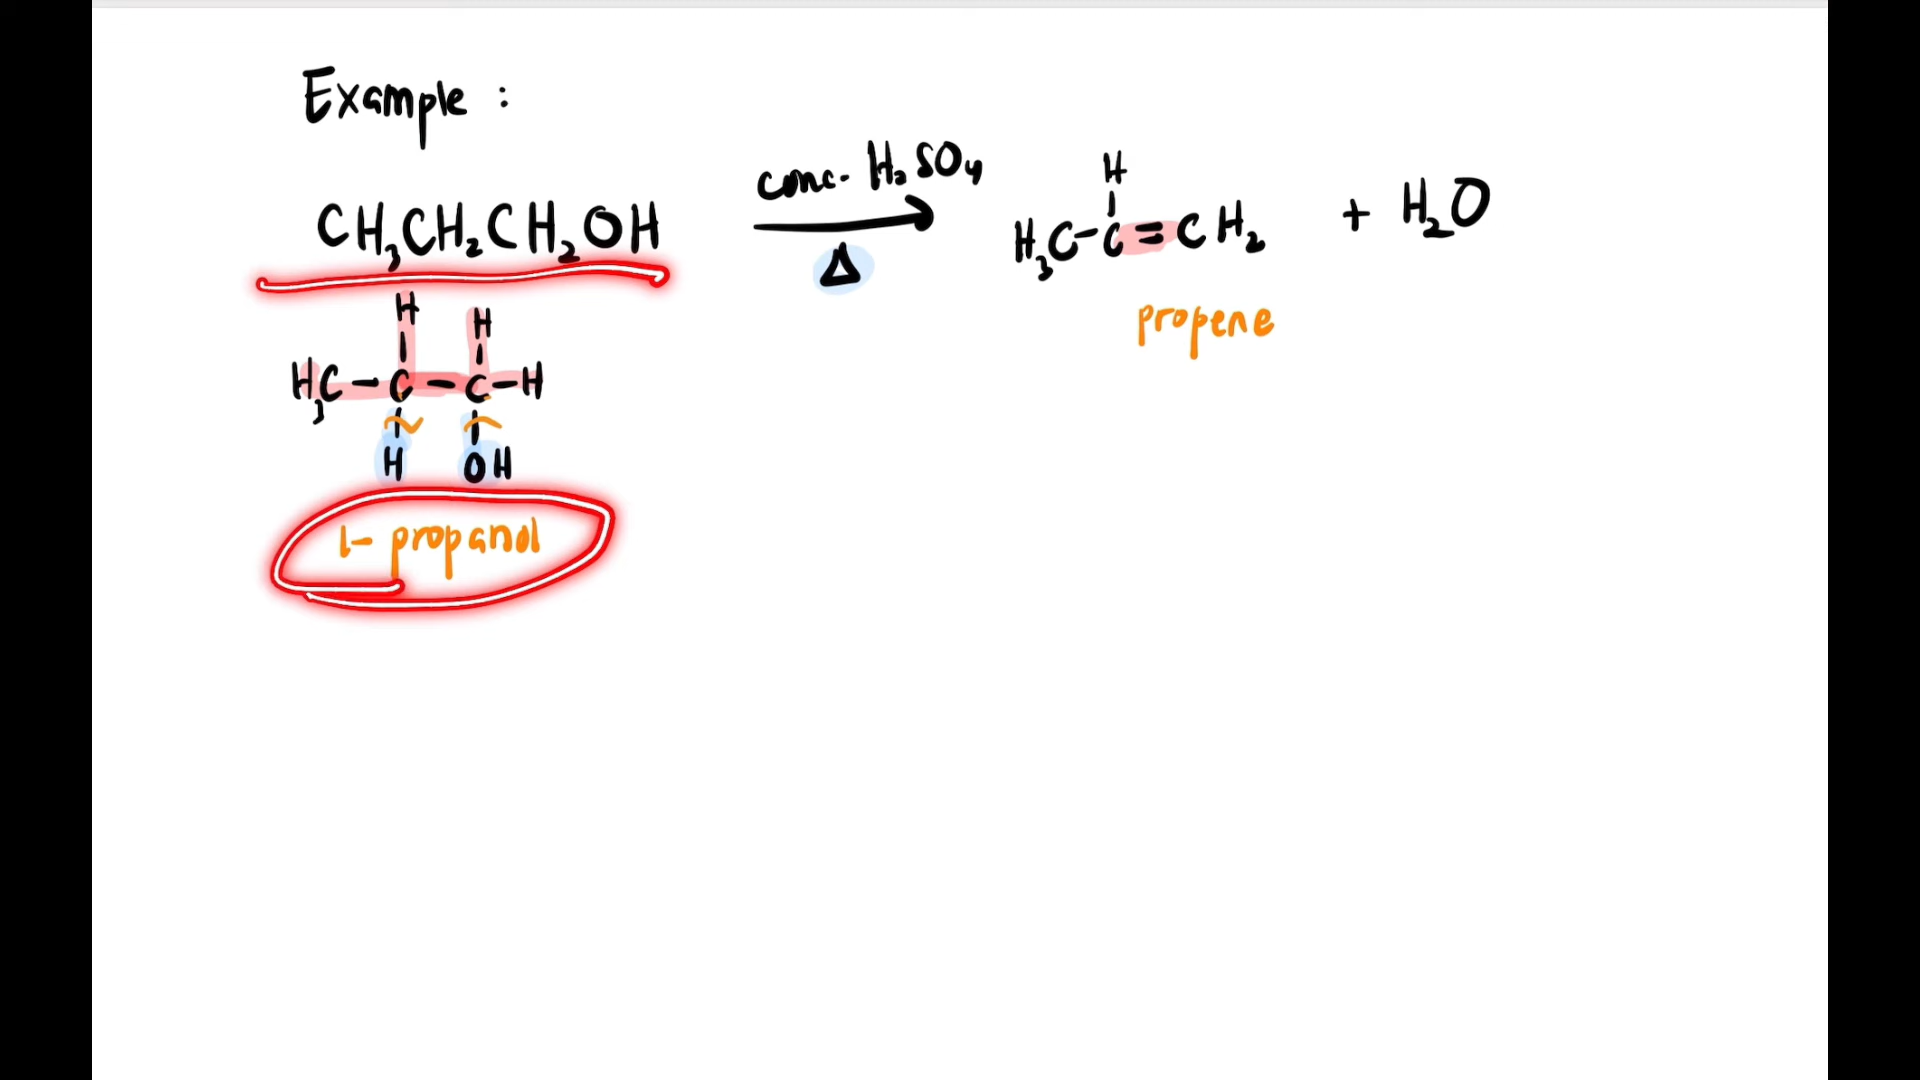 Example :
CH₃CH₂CH₂OH conc. H₂SO₄ Δ H₃C-C=CH₂ + H₂O
H
propene
H H
H₃C-C-C-H
H OH
1- propanol